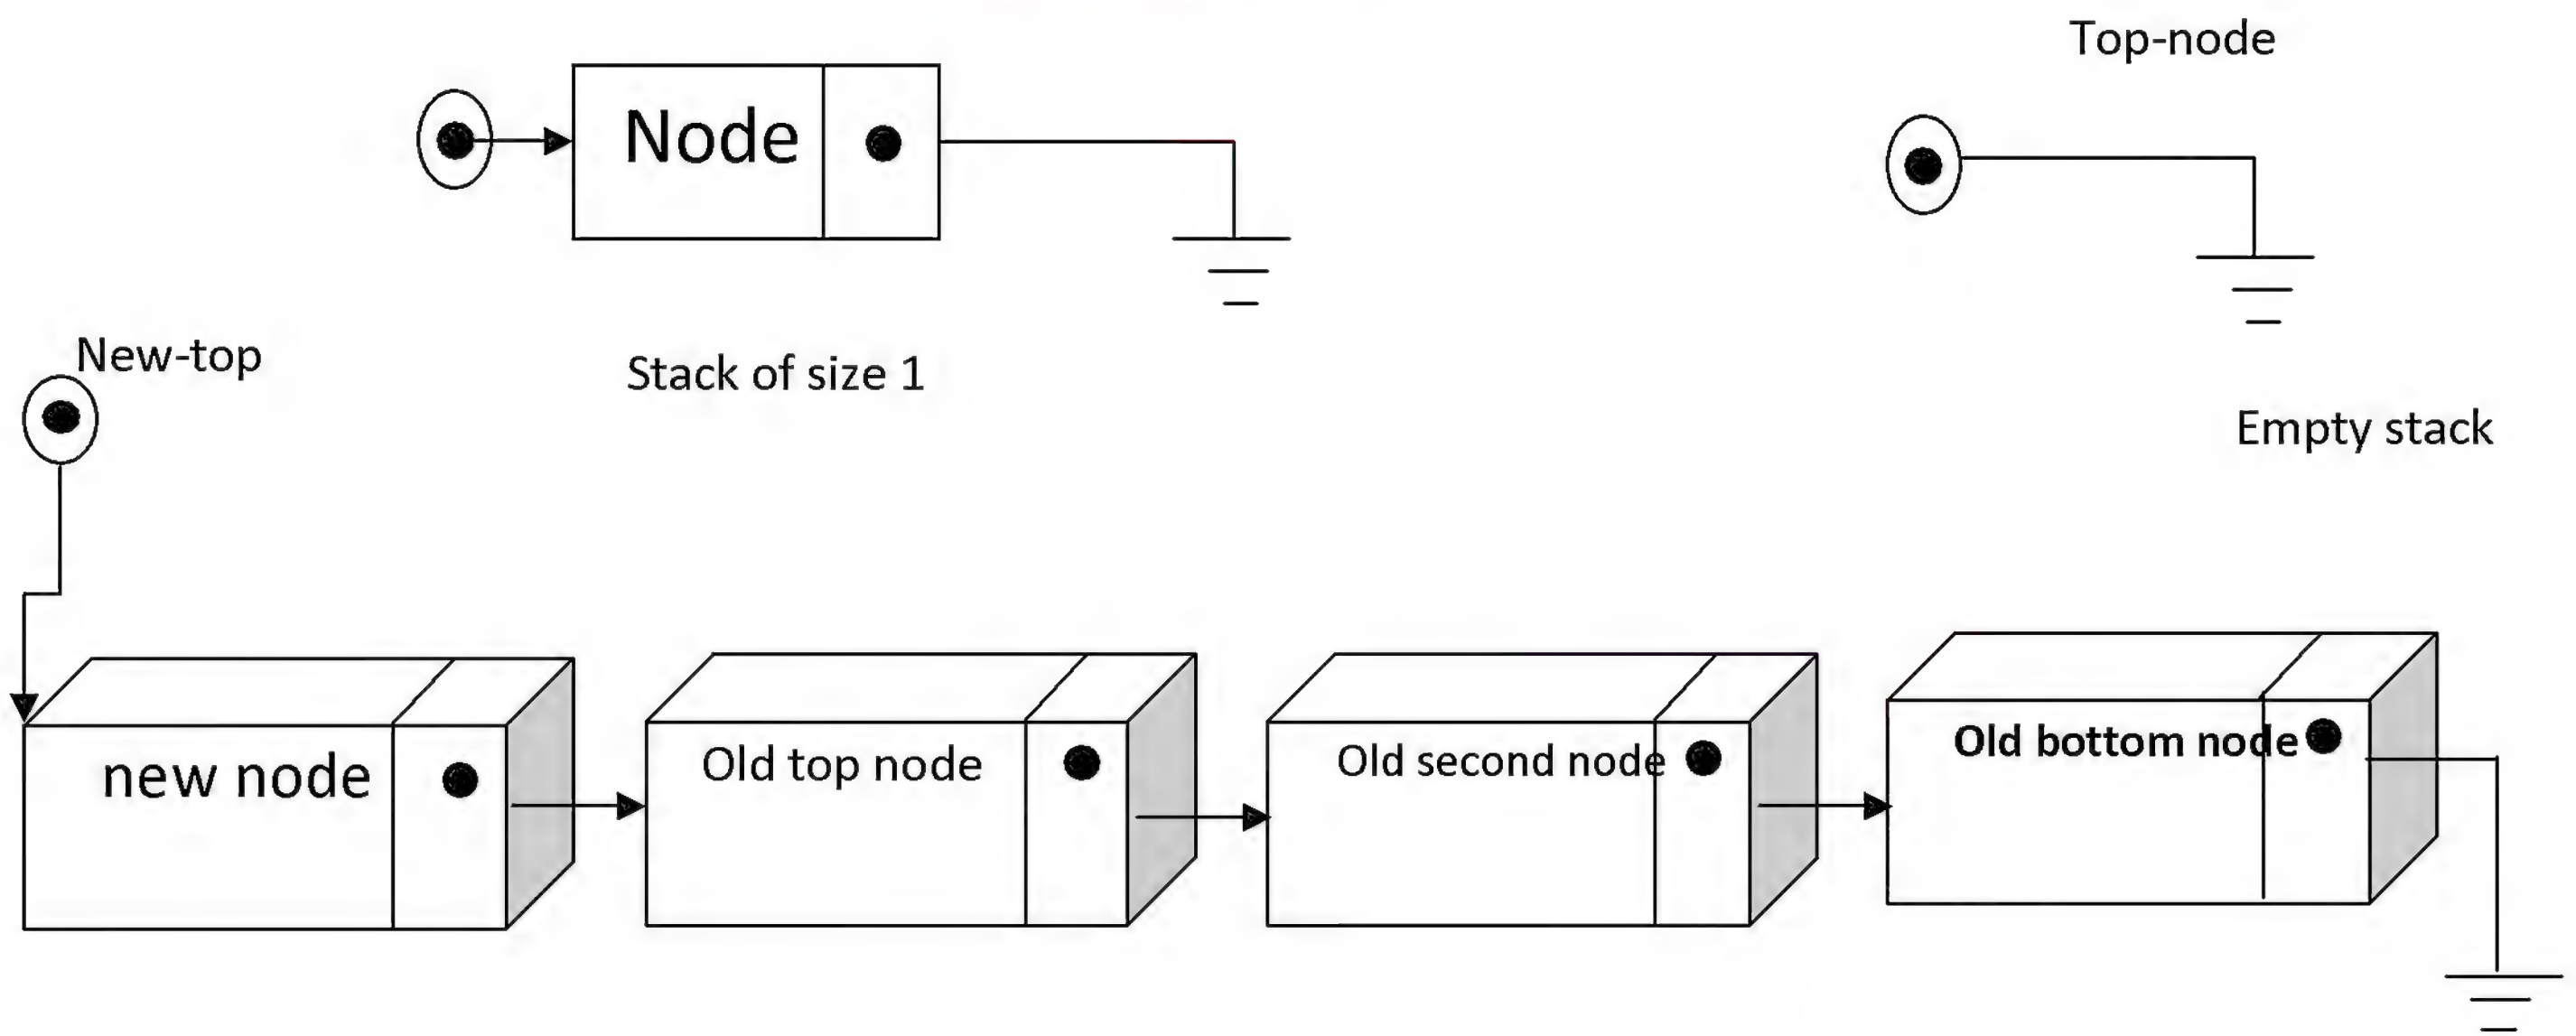 Top-node
Node
New-top
Stack of size 1
Empty stack
new node
Old top node
Old second node
Old bottom node